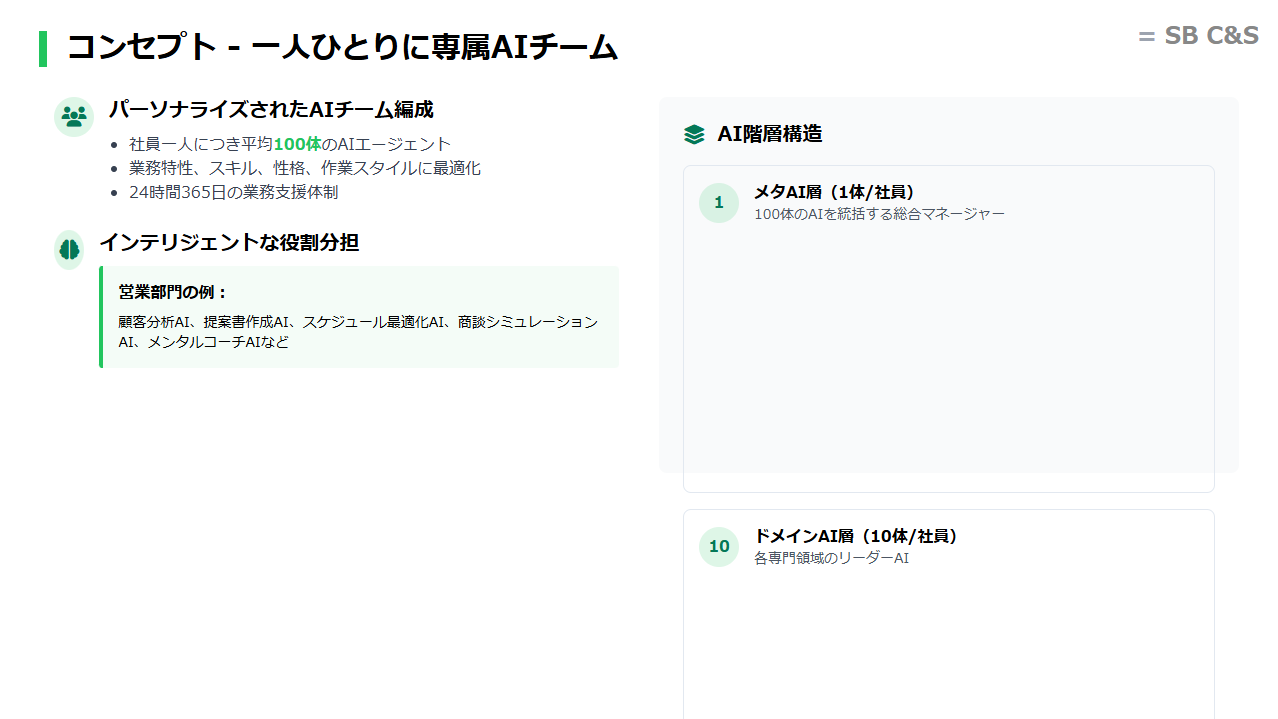 コンセプト - 一人ひとりに専属AIチーム
= SB C&S
パーソナライズされたAIチーム編成
• 社員一人につき平均100体のAIエージェント
• 業務特性、スキル、性格、作業スタイルに最適化
• 24時間365日の業務支援体制
インテリジェントな役割分担
営業部門の例：
顧客分析AI、提案書作成AI、スケジュール最適化AI、商談シミュレーション
AI、メンタルコーチAIなど
AI階層構造
1
メタAI層（1体/社員）
100体のAIを統括する総合マネージャー
10
ドメインAI層（10体/社員）
各専門領域のリーダーAI